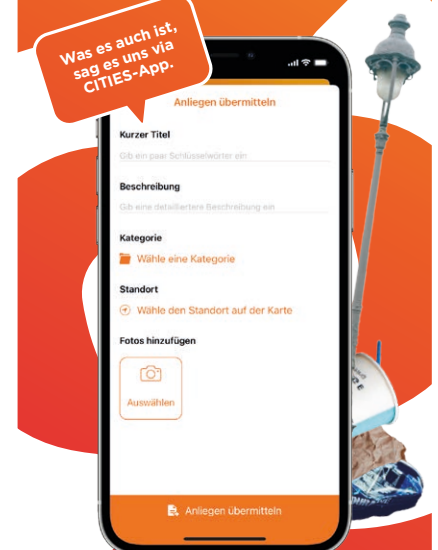 Was es auch ist,
sag es uns via
CITIES-App.
Anliegen übermitteln
Kurzer Titel
Gib ein paar Schlüsselwörter ein
Beschreibung
Gib eine detailliertere Beschreibung ein
Kategorie
Wähle eine Kategorie
Standort
Wähle den Standort auf der Karte
Fotos hinzufügen
Auswählen
Anliegen übermitteln